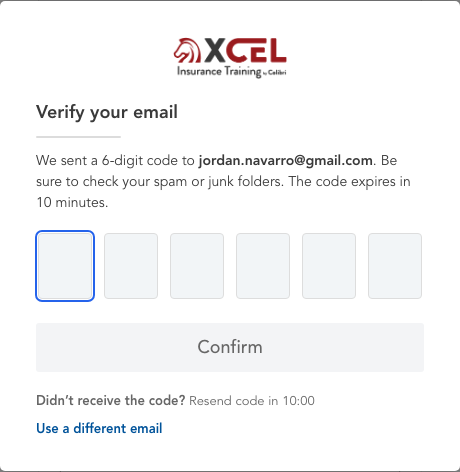 XCEL
Insurance Training by Calibri
Verify your email
We sent a 6-digit code to jordan.navarro@gmail.com. Be
sure to check your spam or junk folders. The code expires in
10 minutes.
Confirm
Didn’t receive the code? Resend code in 10:00
Use a different email